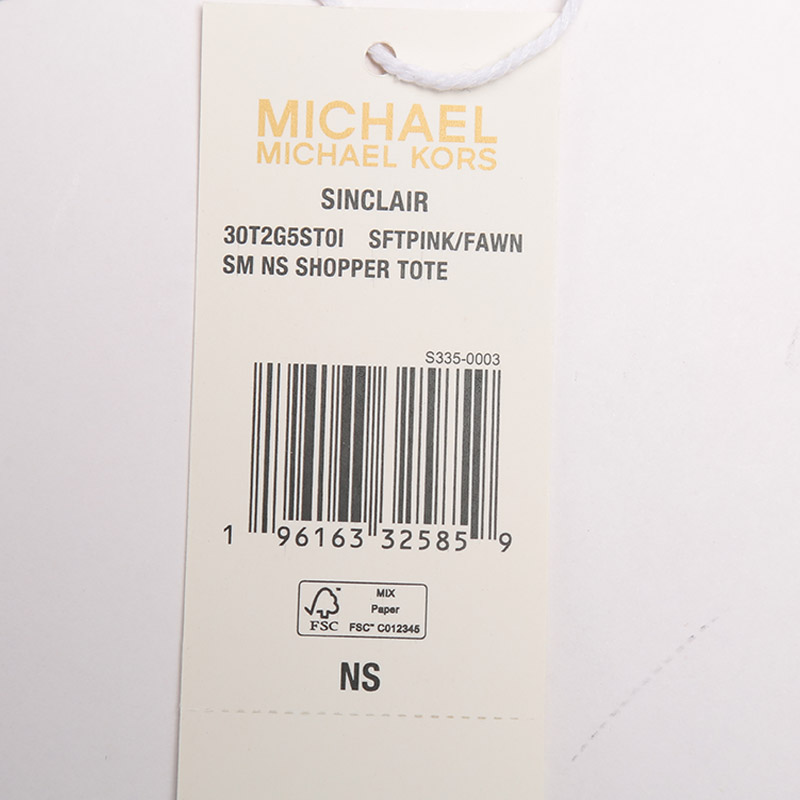 MICHAEL
MICHAEL KORS
SINCLAIR
30T2G5ST0I SFTPINK/FAWN
SM NS SHOPPER TOTE
S335-0003
1 96163 32585 9
MIX
Paper
FSC™ C012345
FSC
NS